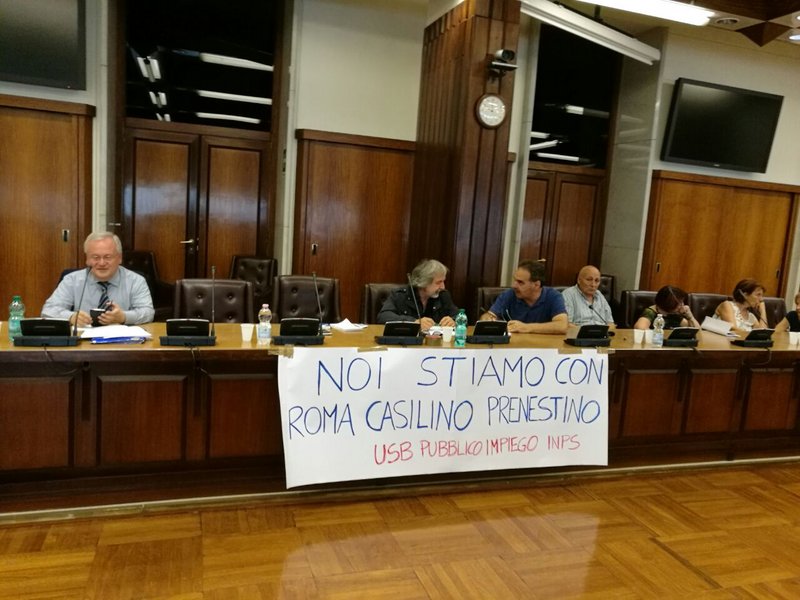 NOI STIAMO CON
ROMA CASILINO PRENESTINO
USB PUBBLICO IMPIEGO INPS